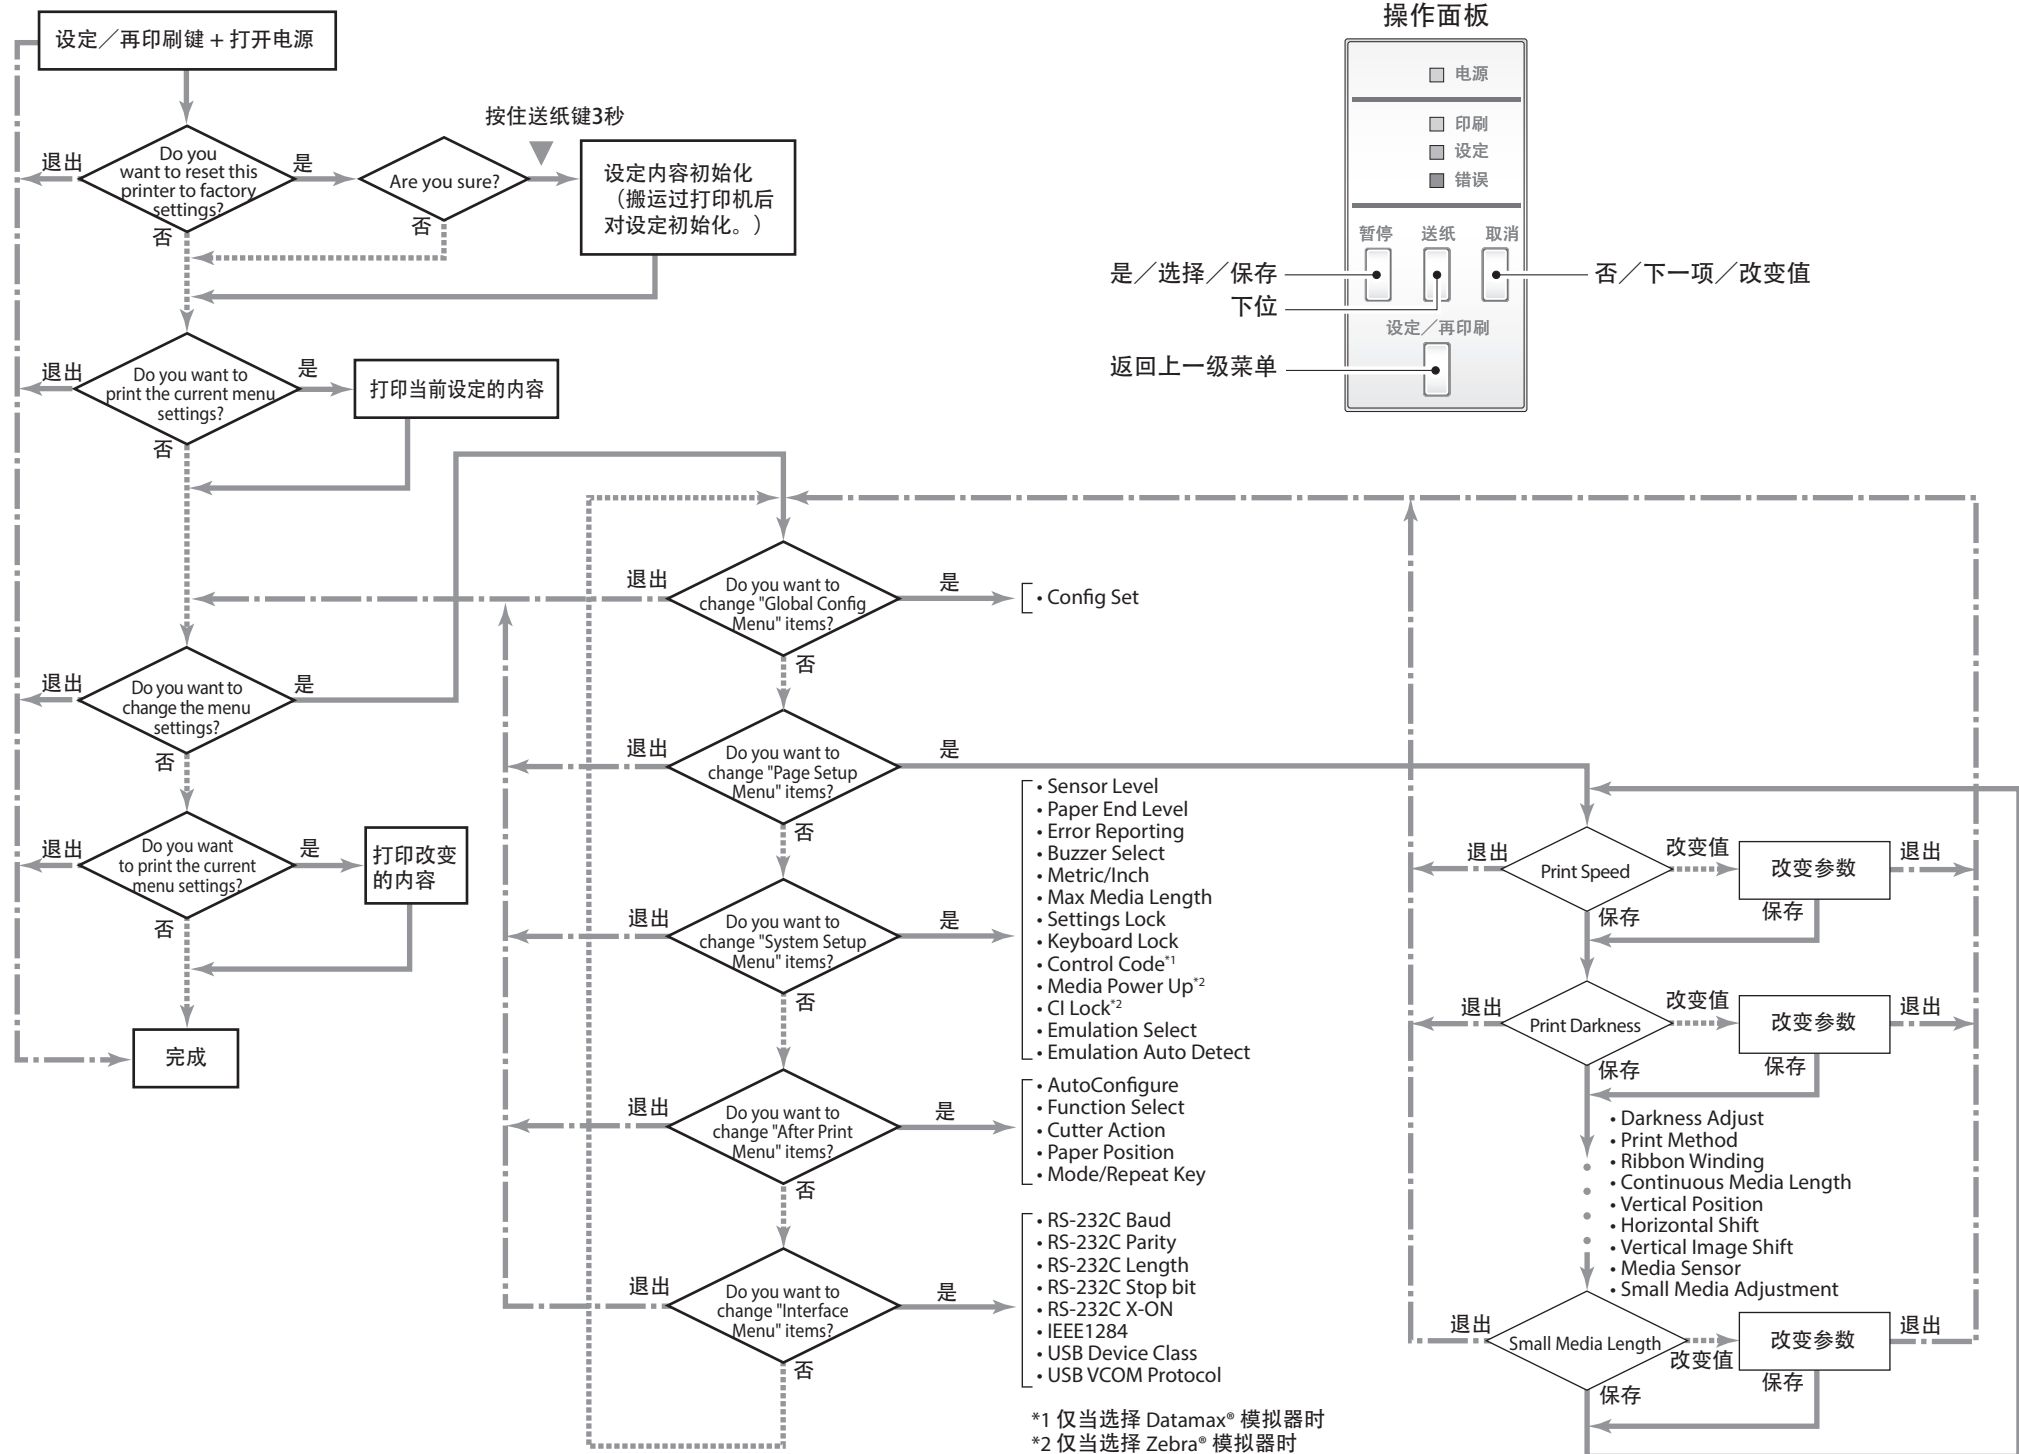 设定／再印刷键 + 打开电源
退出
Do you
want to reset this
printer to factory
settings?
是
否
Are you sure?
否
按住送纸键3秒
设定内容初始化
（搬运过打印机后
对设定初始化。）
退出
Do you want to
print the current menu
settings?
是
否
打印当前设定的内容
退出
Do you want to
change the menu
settings?
是
否
退出
Do you want
to print the current
menu settings?
是
否
打印改变
的内容
完成
操作面板
电源
印刷
设定
错误
暂停 送纸 取消
是／选择／保存
否／下一项／改变值
下位
设定／再印刷
返回上一级菜单
退出
Do you want to
change "Global Config
Menu" items?
是
否
• Config Set
退出
Do you want to
change "Page Setup
Menu" items?
是
否
退出
Do you want to
change "System Setup
Menu" items?
是
否
• Sensor Level
• Paper End Level
• Error Reporting
• Buzzer Select
• Metric/Inch
• Max Media Length
• Settings Lock
• Keyboard Lock
• Control Code*1
• Media Power Up*2
• CI Lock*2
• Emulation Select
• Emulation Auto Detect
退出
Do you want to
change "After Print
Menu" items?
是
否
• AutoConfigure
• Function Select
• Cutter Action
• Paper Position
• Mode/Repeat Key
退出
Do you want to
change "Interface
Menu" items?
是
否
• RS-232C Baud
• RS-232C Parity
• RS-232C Length
• RS-232C Stop bit
• RS-232C X-ON
• IEEE1284
• USB Device Class
• USB VCOM Protocol
*1 仅当选择 Datamax® 模拟器时
*2 仅当选择 Zebra® 模拟器时
退出
Print Speed
改变值
改变参数
退出
保存
保存
退出
Print Darkness
改变值
改变参数
退出
保存
保存
• Darkness Adjust
• Print Method
• Ribbon Winding
• Continuous Media Length
• Vertical Position
• Horizontal Shift
• Vertical Image Shift
• Media Sensor
• Small Media Adjustment
退出
Small Media Length
改变值
改变参数
退出
保存
保存